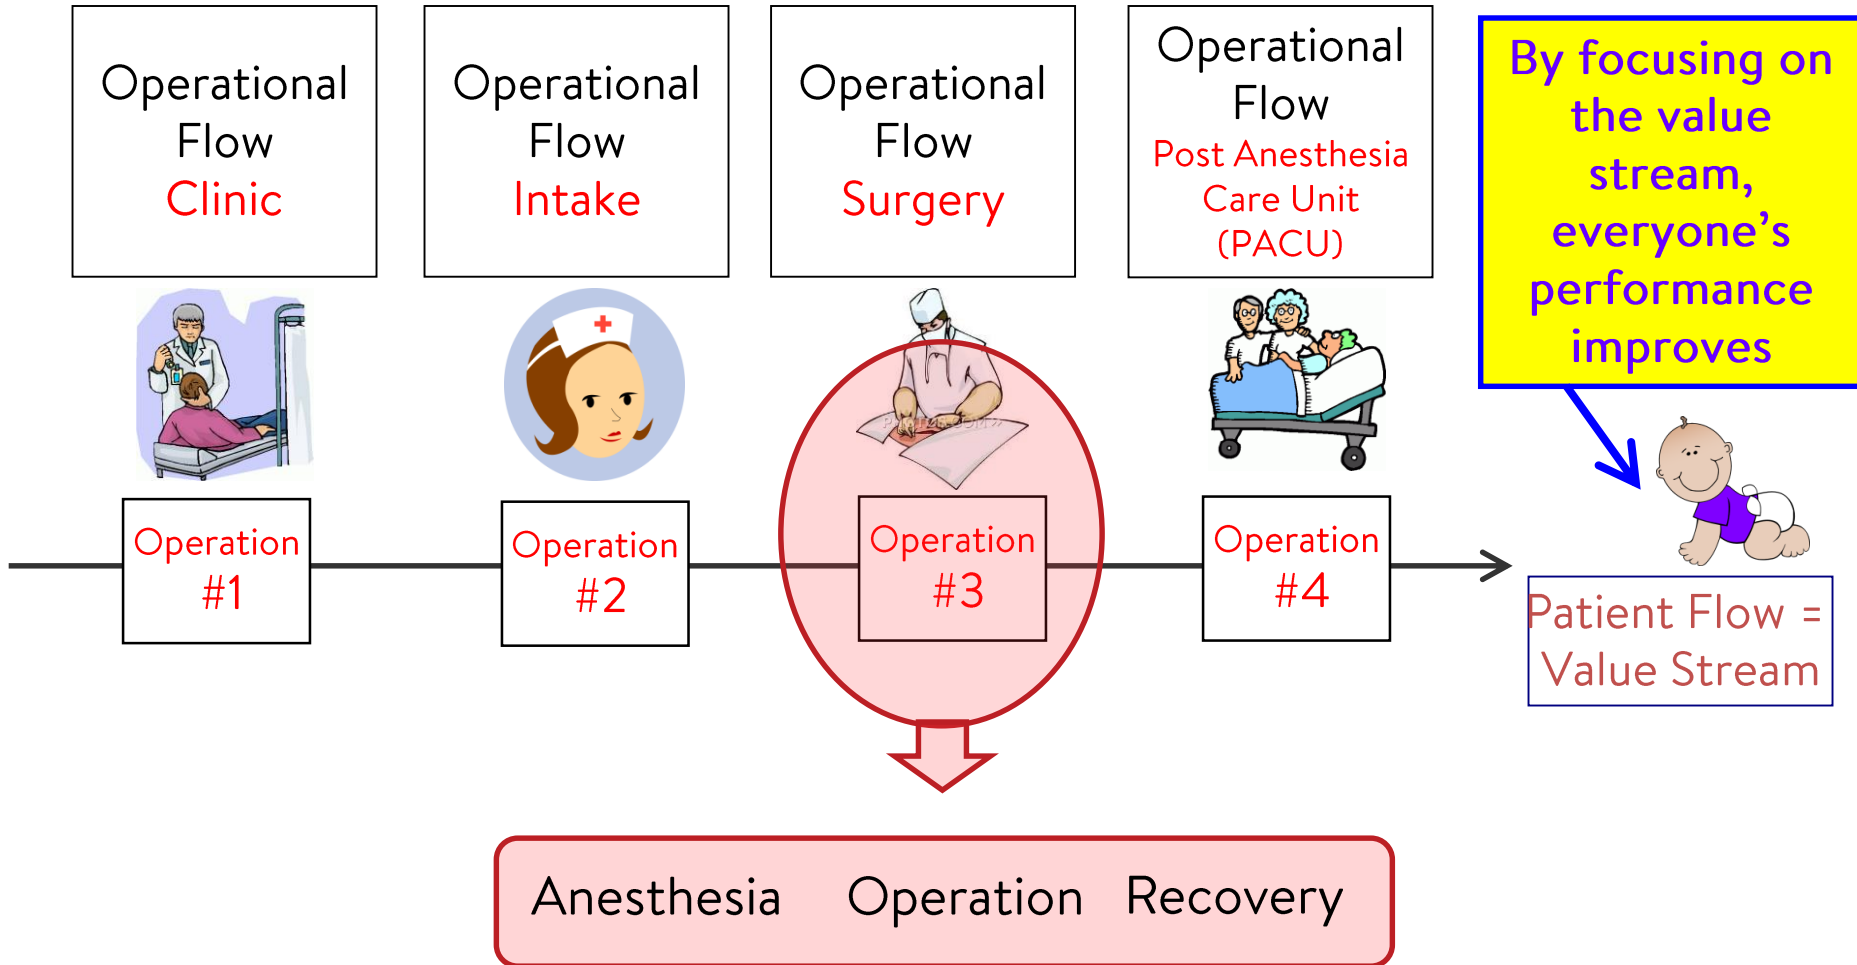 Operational
Flow
Clinic
Operational
Flow
Intake
Operational
Flow
Surgery
Operational
Flow
Post Anesthesia
Care Unit
(PACU)
By focusing on
the value
stream,
everyone’s
performance
improves
Operation
#1
Operation
#2
Operation
#3
Operation
#4
Patient Flow =
Value Stream
Anesthesia Operation Recovery